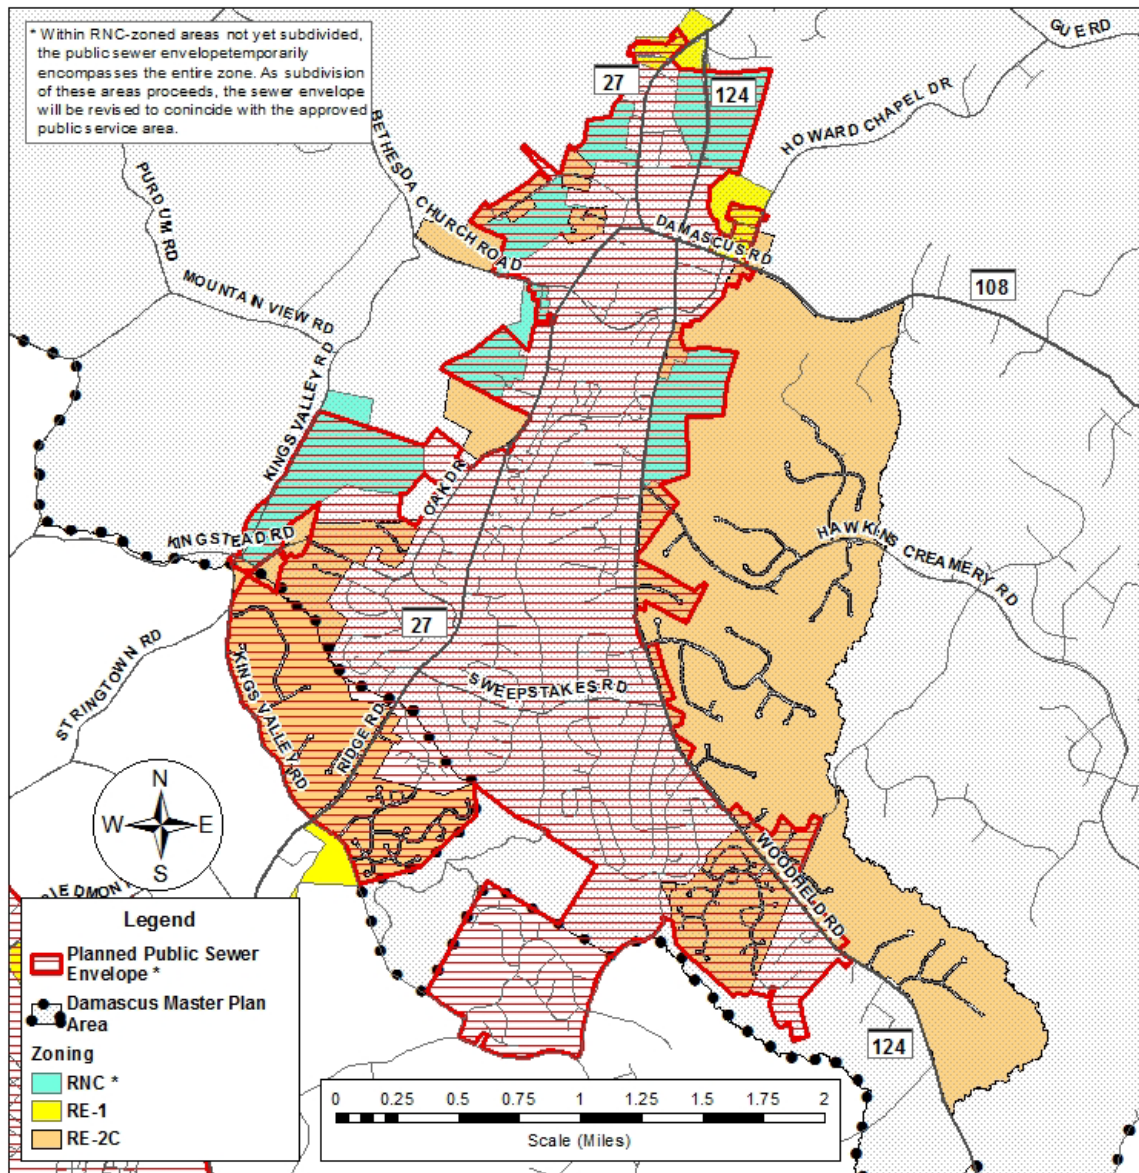 * Within RNC-zoned areas not yet subdivided,
the public sewer envelopetemporarily
encompasses the entire zone. As subdivision
of these areas proceeds, the sewer envelope
will be revised to conincide with the approved
public service area.
GUE RD
27
124
HOWARD CHAPEL DR
BETHESDA CHURCH ROAD
PURDUM RD
DAMASCUS RD
108
MOUNTAIN VIEW RD
KINGS VALLEY RD
OAK DR
KINGSTEAD RD
HAWKINS CREAMERY RD
27
STRINGTOWN RD
SWEEPSTAKES RD
KINGS VALLEY RD
RIDGE RD
N
W E
S
WOODFIELD RD
124
Legend
Planned Public Sewer
Envelope *
Damascus Master Plan
Area
Zoning
RNC *
RE-1
RE-2C
0 0.25 0.5 0.75 1 1.25 1.5 1.75 2
Scale (Miles)